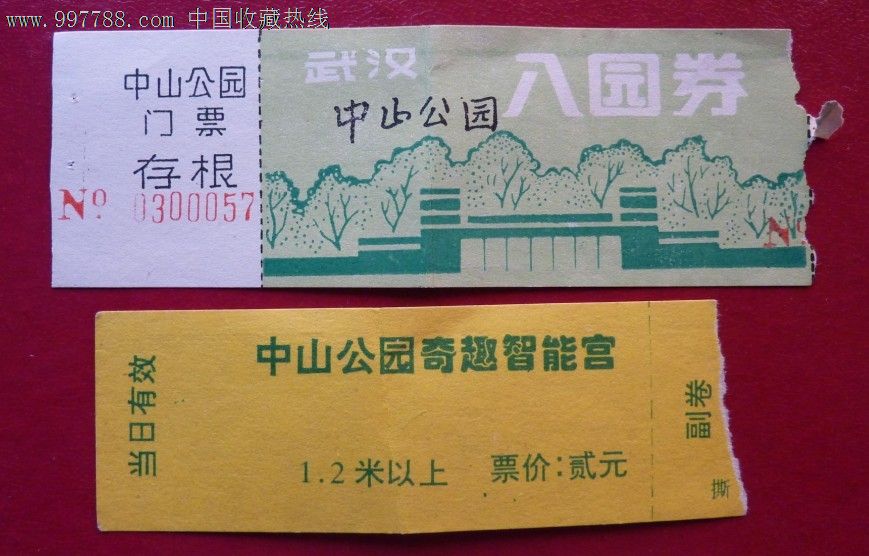 www.997788.com 中国收藏热线
中山公园
门票
存根
Nº 0300057
武汉
入园券
中山公园
Nº
当日有效
中山公园奇趣智能宫
1.2米以上 票价:贰元
副卷
撕